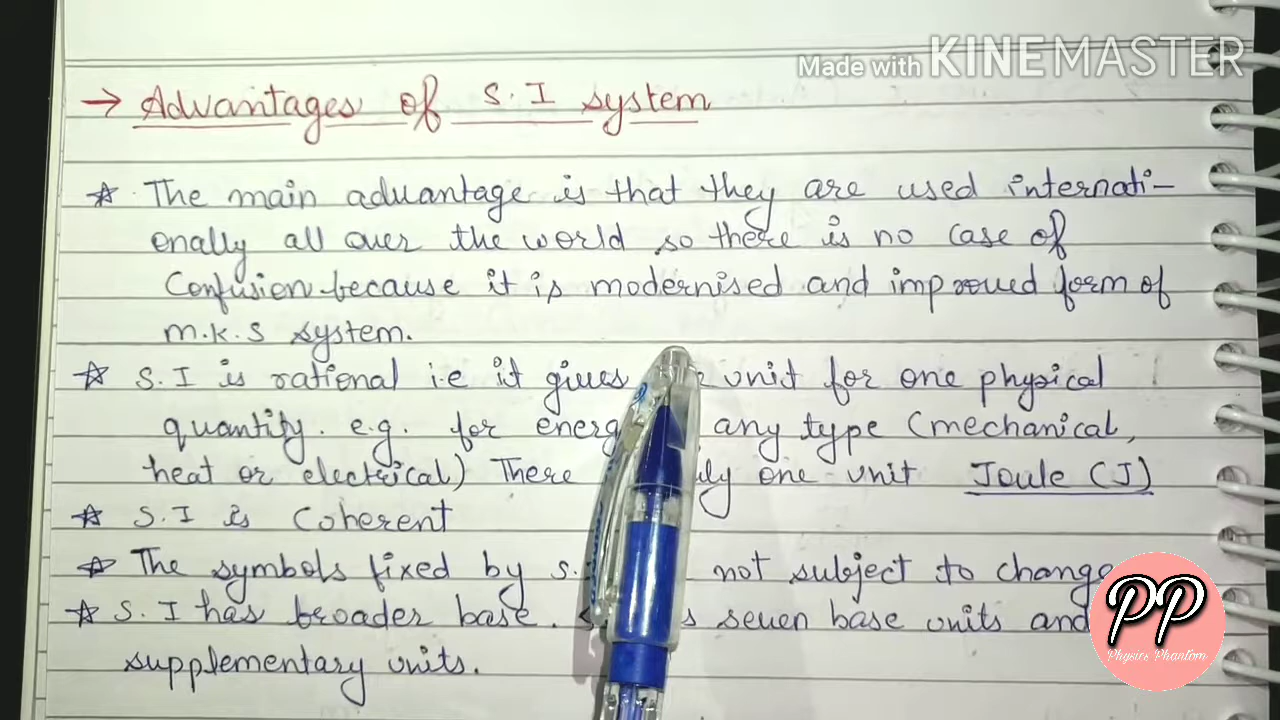 Made with KINEMASTER
→ Advantages of S.I system
☆ The main advantage is that they are used internati-
onally all over the world so there is no case of
Confusion because it is modernised and improved form of
m.k.s system.
☆ S.I is rational i.e it gives unit for one physical
quantity. e.g. for any type (mechanical,
heat or electrical) There one unit Joule (J)
☆ S.I is Coherent
☆ The symbols fixed by S. not subject to change
☆ S.I has broader base. seven base units and
supplementary units.
PP
Physics Phantom